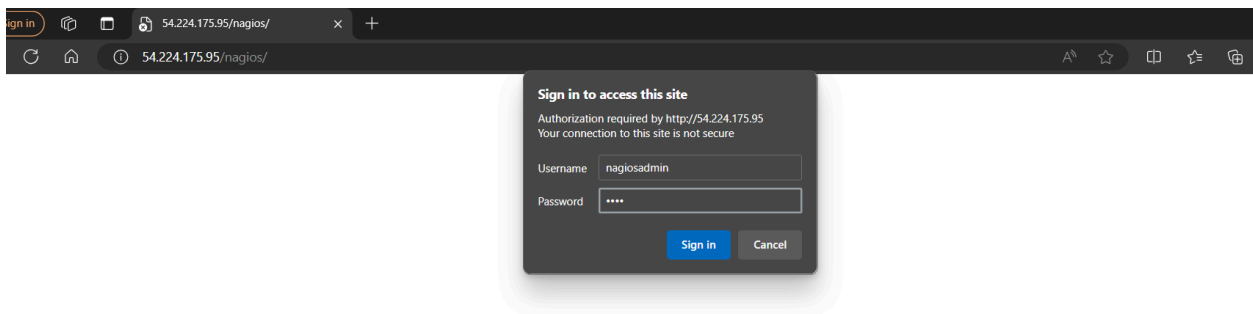 ign in
54.224.175.95/nagios/
54.224.175.95/nagios/
Sign in to access this site
Authorization required by http://54.224.175.95
Your connection to this site is not secure
Username nagiosadmin
Password ••••
Sign in Cancel